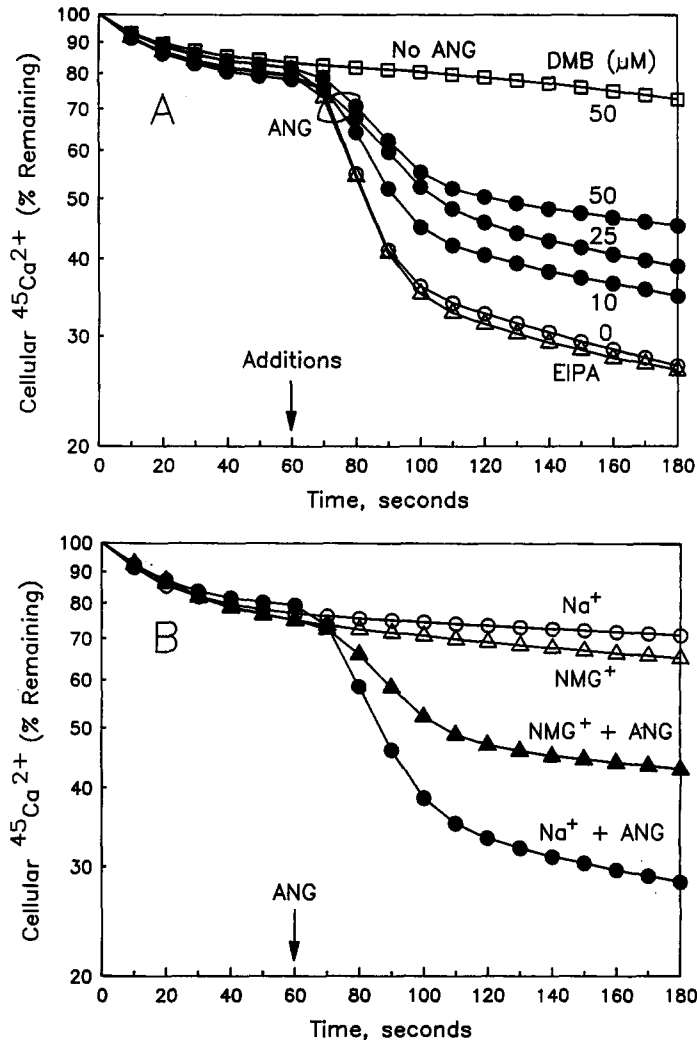 100
90
80
70
60
50
40
30
20
Cellular ⁴⁵Ca²⁺ (% Remaining)
No ANG
DMB (μM)
50
A
ANG
50
25
10
0
EIPA
Additions
0 20 40 60 80 100 120 140 160 180
Time, seconds
100
90
80
70
60
50
40
30
20
Cellular ⁴⁵Ca²⁺ (% Remaining)
B
Na⁺
NMG⁺
NMG⁺ + ANG
Na⁺ + ANG
ANG
0 20 40 60 80 100 120 140 160 180
Time, seconds